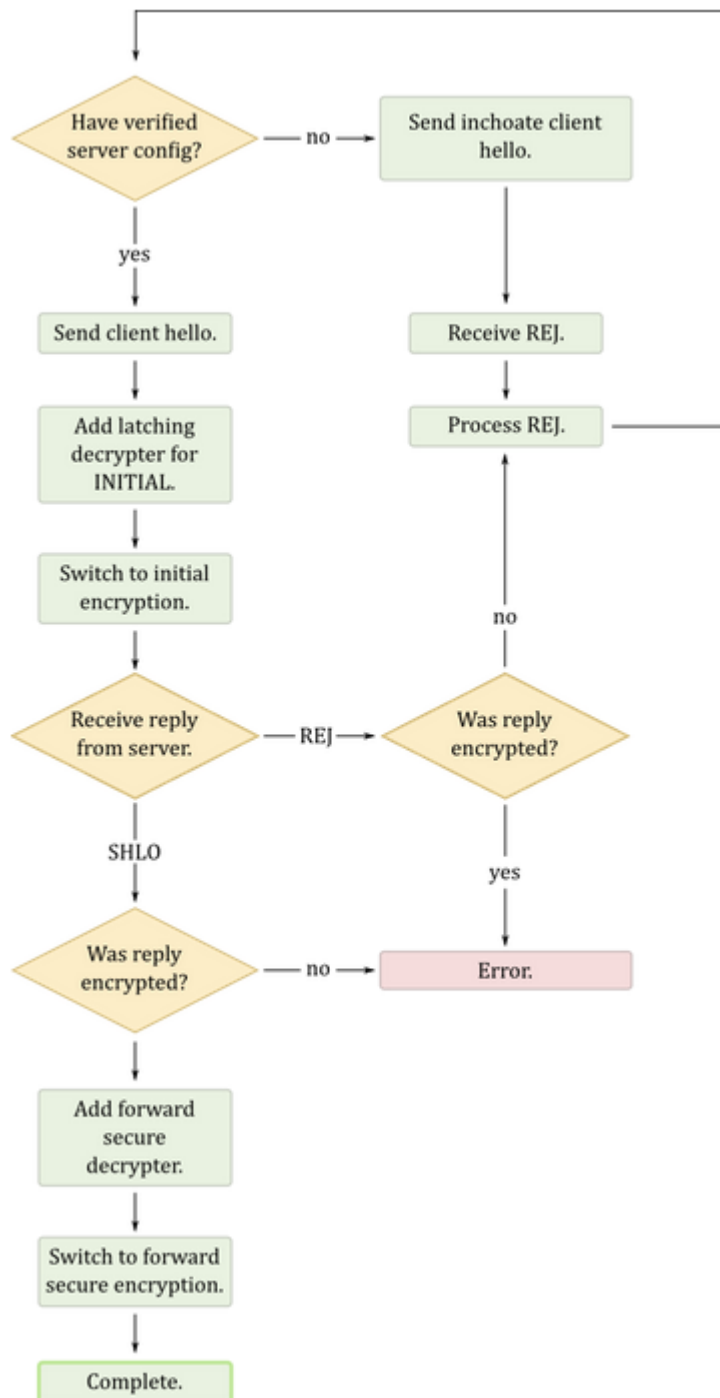 Have verified
server config?
no
Send inchoate client
hello.
yes
Send client hello.
Receive REJ.
Add latching
decrypter for
INITIAL.
Process REJ.
Switch to initial
encryption.
no
Receive reply
from server.
REJ
Was reply
encrypted?
SHLO
yes
Was reply
encrypted?
no
Error.
Add forward
secure
decrypter.
Switch to forward
secure encryption.
Complete.